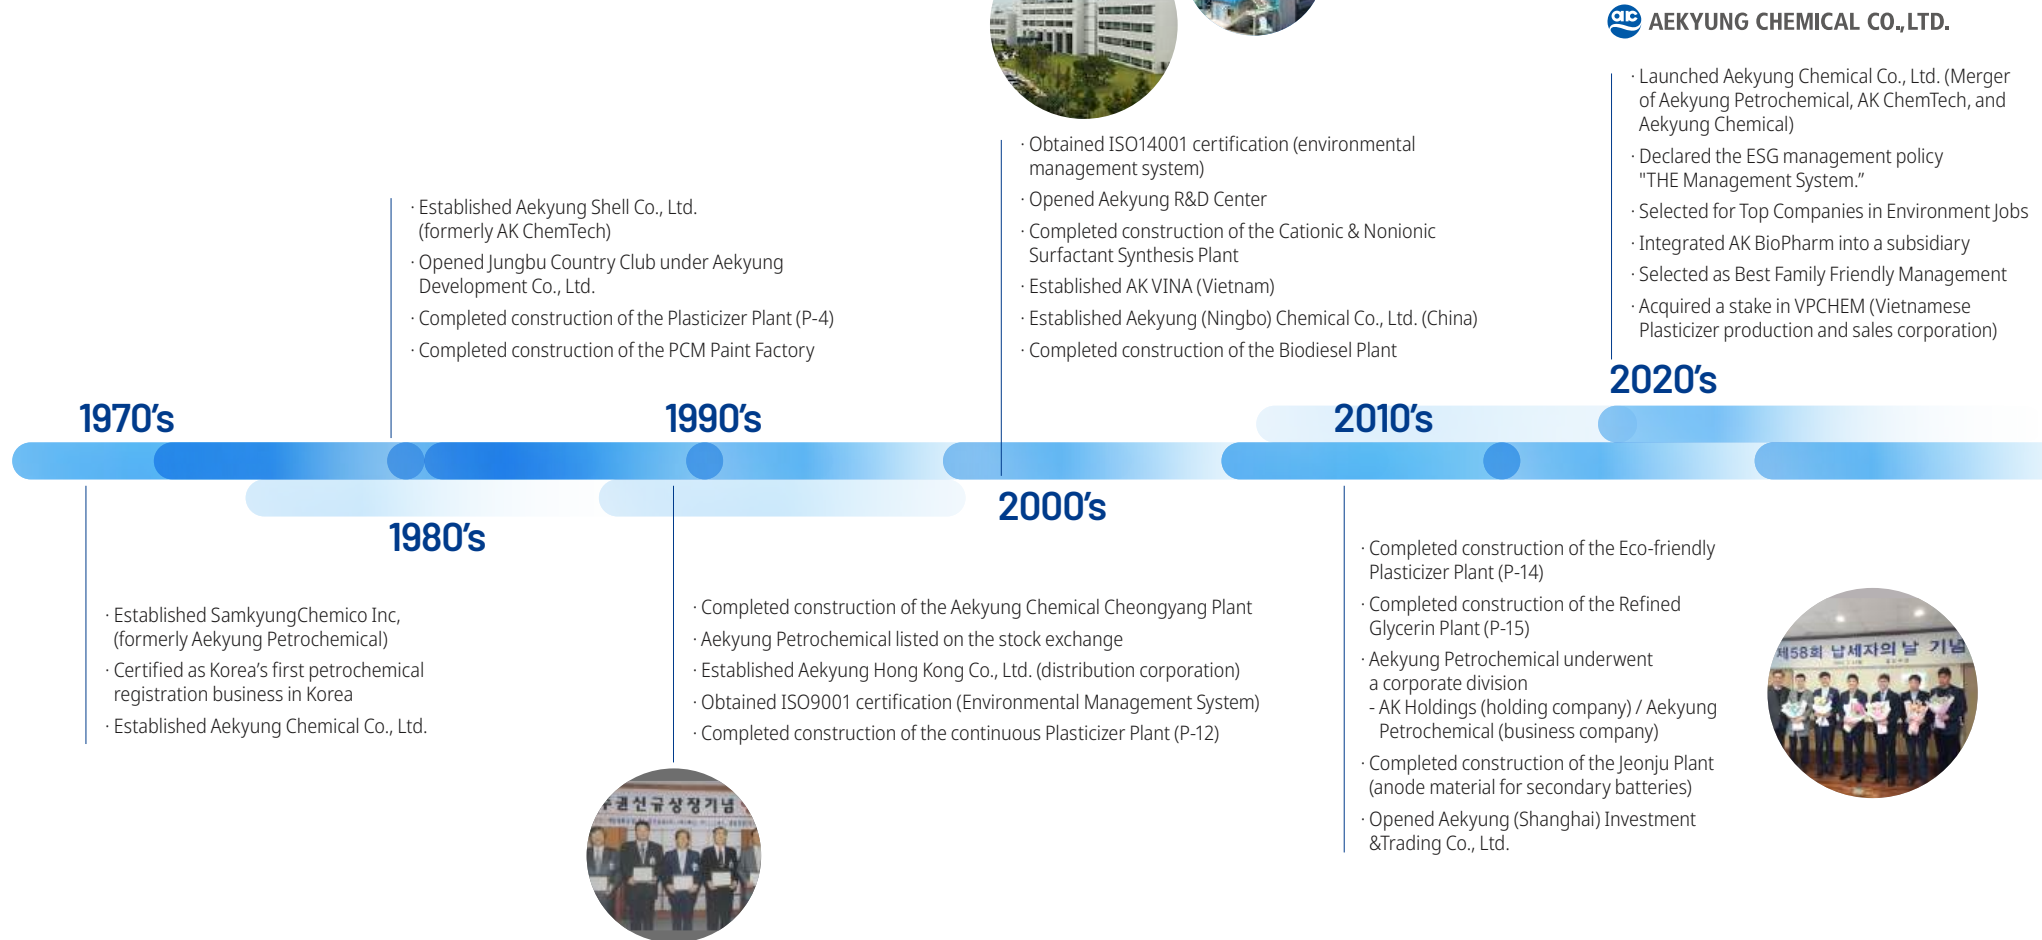 AEKYUNG CHEMICAL CO.,LTD.
1970’s
· Established SamkyungChemico Inc,
(formerly Aekyung Petrochemical)
· Certified as Korea’s first petrochemical
registration business in Korea
· Established Aekyung Chemical Co., Ltd.
· Established Aekyung Shell Co., Ltd.
(formerly AK ChemTech)
· Opened Jungbu Country Club under Aekyung
Development Co., Ltd.
· Completed construction of the Plasticizer Plant (P-4)
· Completed construction of the PCM Paint Factory
1980’s
1990’s
· Completed construction of the Aekyung Chemical Cheongyang Plant
· Aekyung Petrochemical listed on the stock exchange
· Established Aekyung Hong Kong Co., Ltd. (distribution corporation)
· Obtained ISO9001 certification (Environmental Management System)
· Completed construction of the continuous Plasticizer Plant (P-12)
권신규상장기념
· Obtained ISO14001 certification (environmental
management system)
· Opened Aekyung R&D Center
· Completed construction of the Cationic & Nonionic
Surfactant Synthesis Plant
· Established AK VINA (Vietnam)
· Established Aekyung (Ningbo) Chemical Co., Ltd. (China)
· Completed construction of the Biodiesel Plant
2000’s
2010’s
· Completed construction of the Eco-friendly
Plasticizer Plant (P-14)
· Completed construction of the Refined
Glycerin Plant (P-15)
· Aekyung Petrochemical underwent
a corporate division
- AK Holdings (holding company) / Aekyung
Petrochemical (business company)
· Completed construction of the Jeonju Plant
(anode material for secondary batteries)
· Opened Aekyung (Shanghai) Investment
&Trading Co., Ltd.
제58회 납세자의 날 기념
· Launched Aekyung Chemical Co., Ltd. (Merger
of Aekyung Petrochemical, AK ChemTech, and
Aekyung Chemical)
· Declared the ESG management policy
"THE Management System.”
· Selected for Top Companies in Environment Jobs
· Integrated AK BioPharm into a subsidiary
· Selected as Best Family Friendly Management
· Acquired a stake in VPCHEM (Vietnamese
Plasticizer production and sales corporation)
2020’s